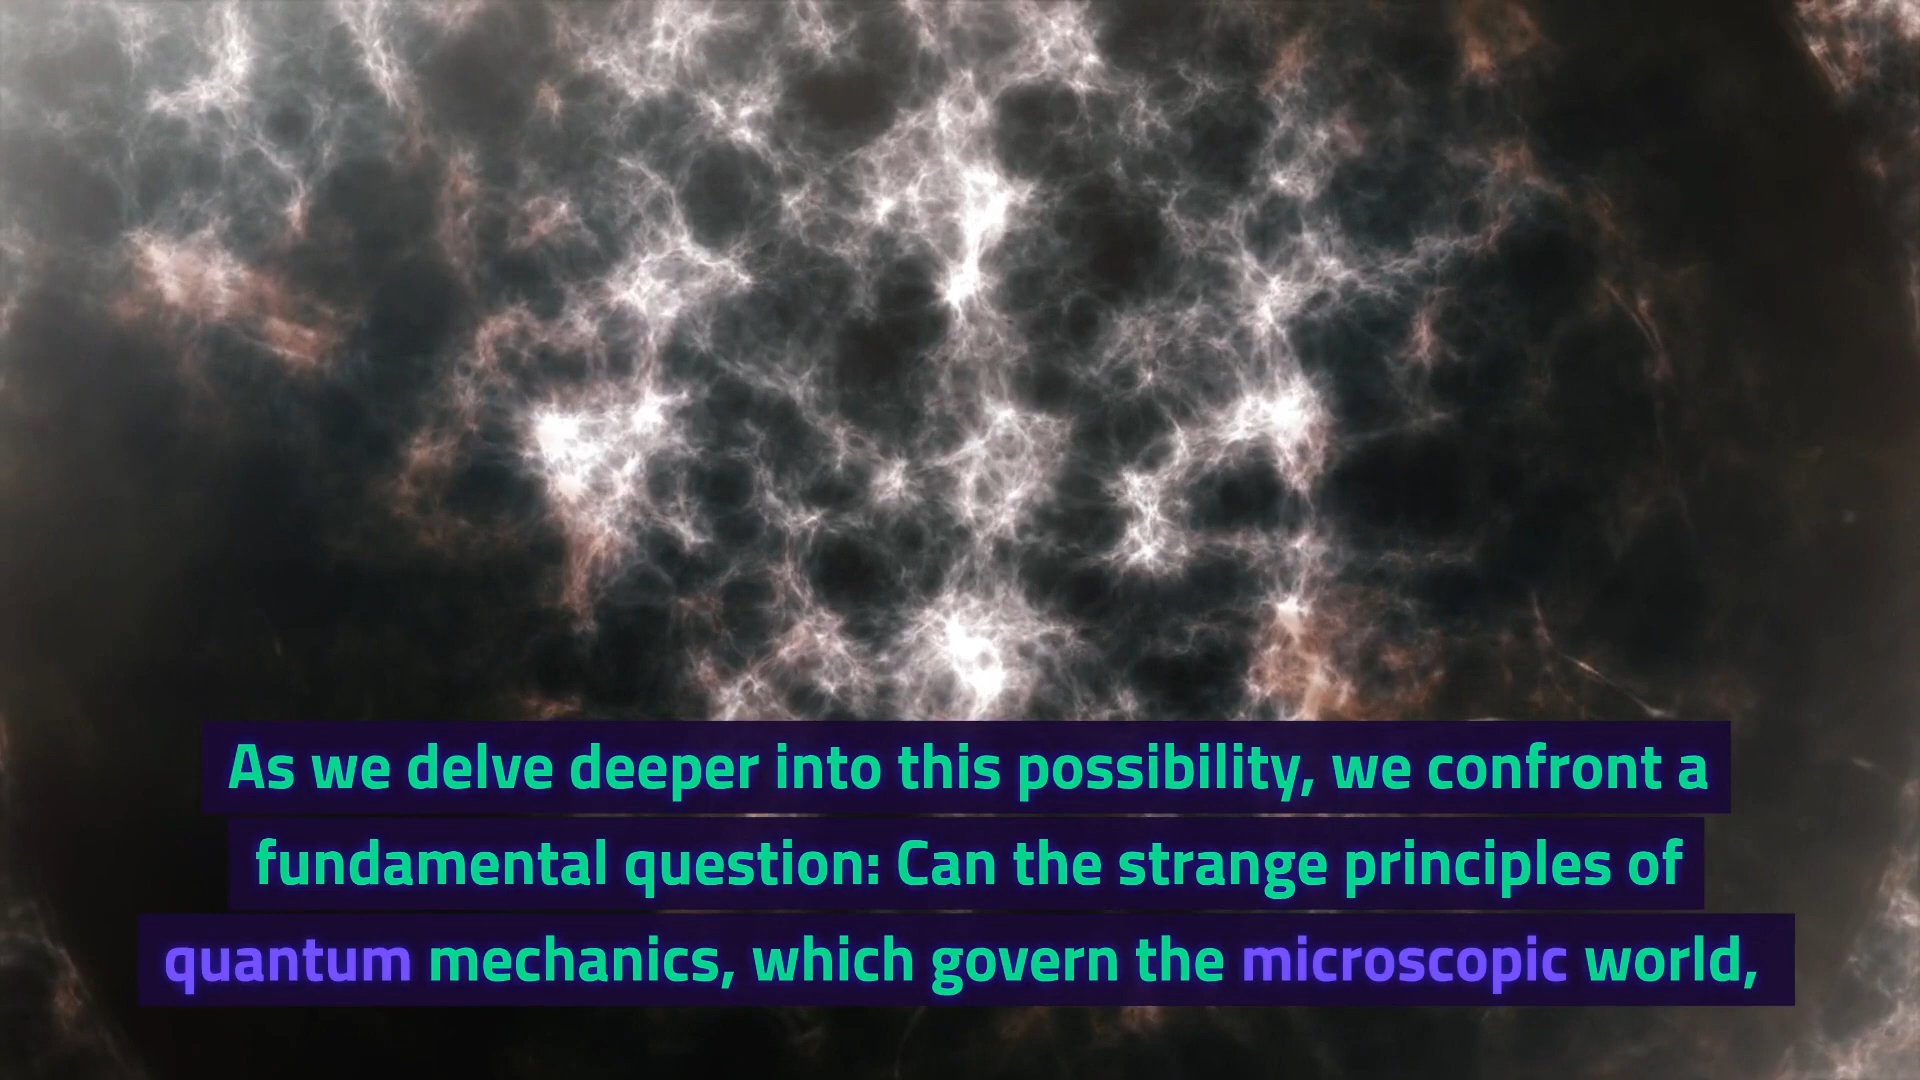 As we delve deeper into this possibility, we confront a
fundamental question: Can the strange principles of
quantum mechanics, which govern the microscopic world,